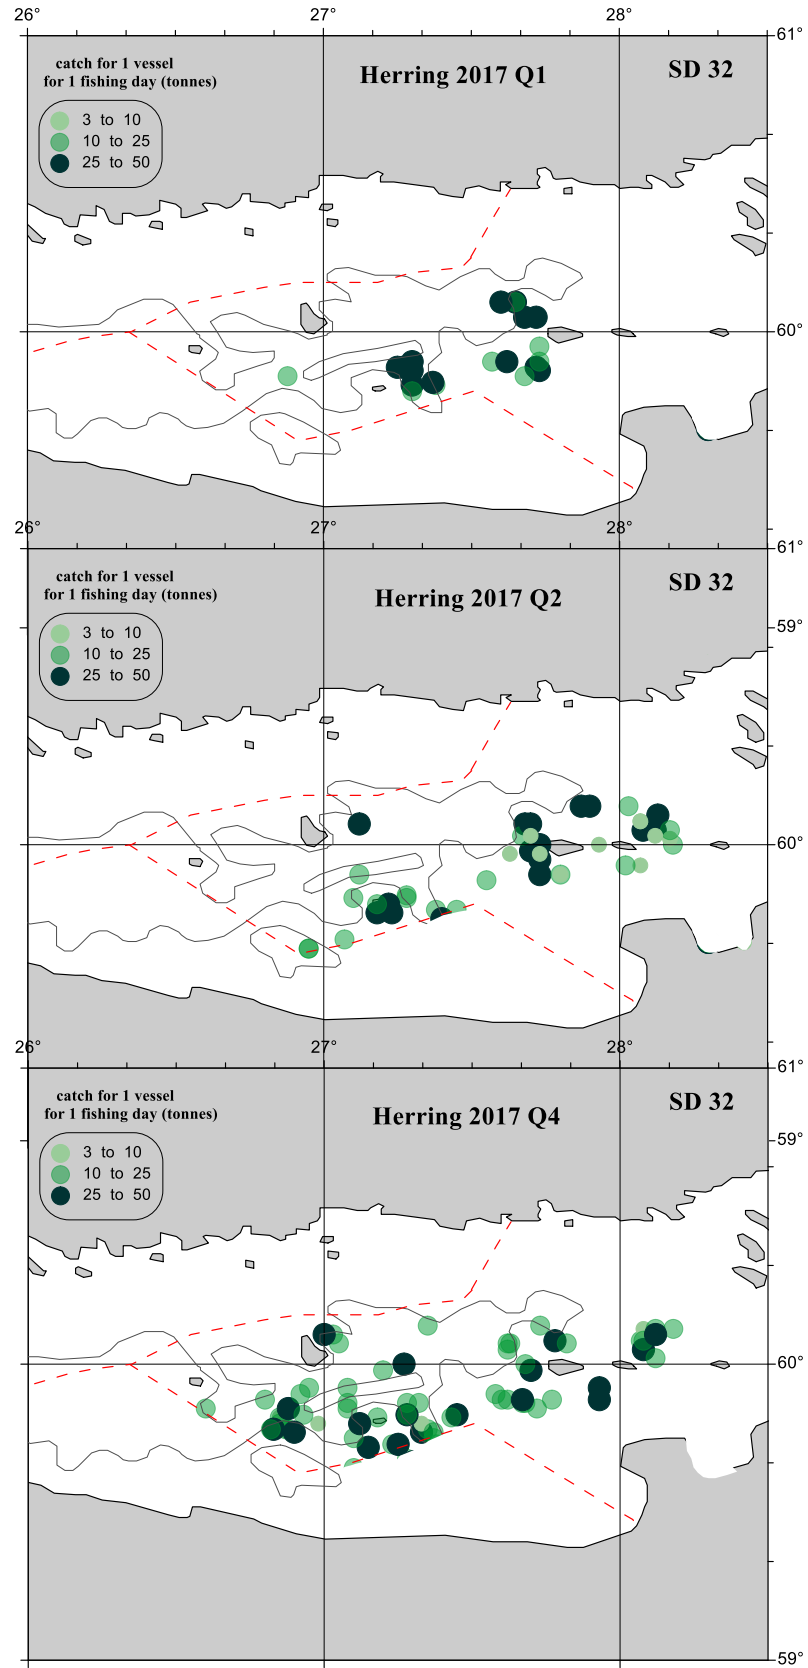 26° 27° 28°
61°
catch for 1 vessel
for 1 fishing day (tonnes)
Herring 2017 Q1
SD 32
3 to 10
10 to 25
25 to 50
60°
26° 27° 28°
61°
catch for 1 vessel
for 1 fishing day (tonnes)
Herring 2017 Q2
SD 32
3 to 10
10 to 25
25 to 50
59°
60°
26° 27° 28°
61°
catch for 1 vessel
for 1 fishing day (tonnes)
Herring 2017 Q4
SD 32
3 to 10
10 to 25
25 to 50
59°
60°
59°